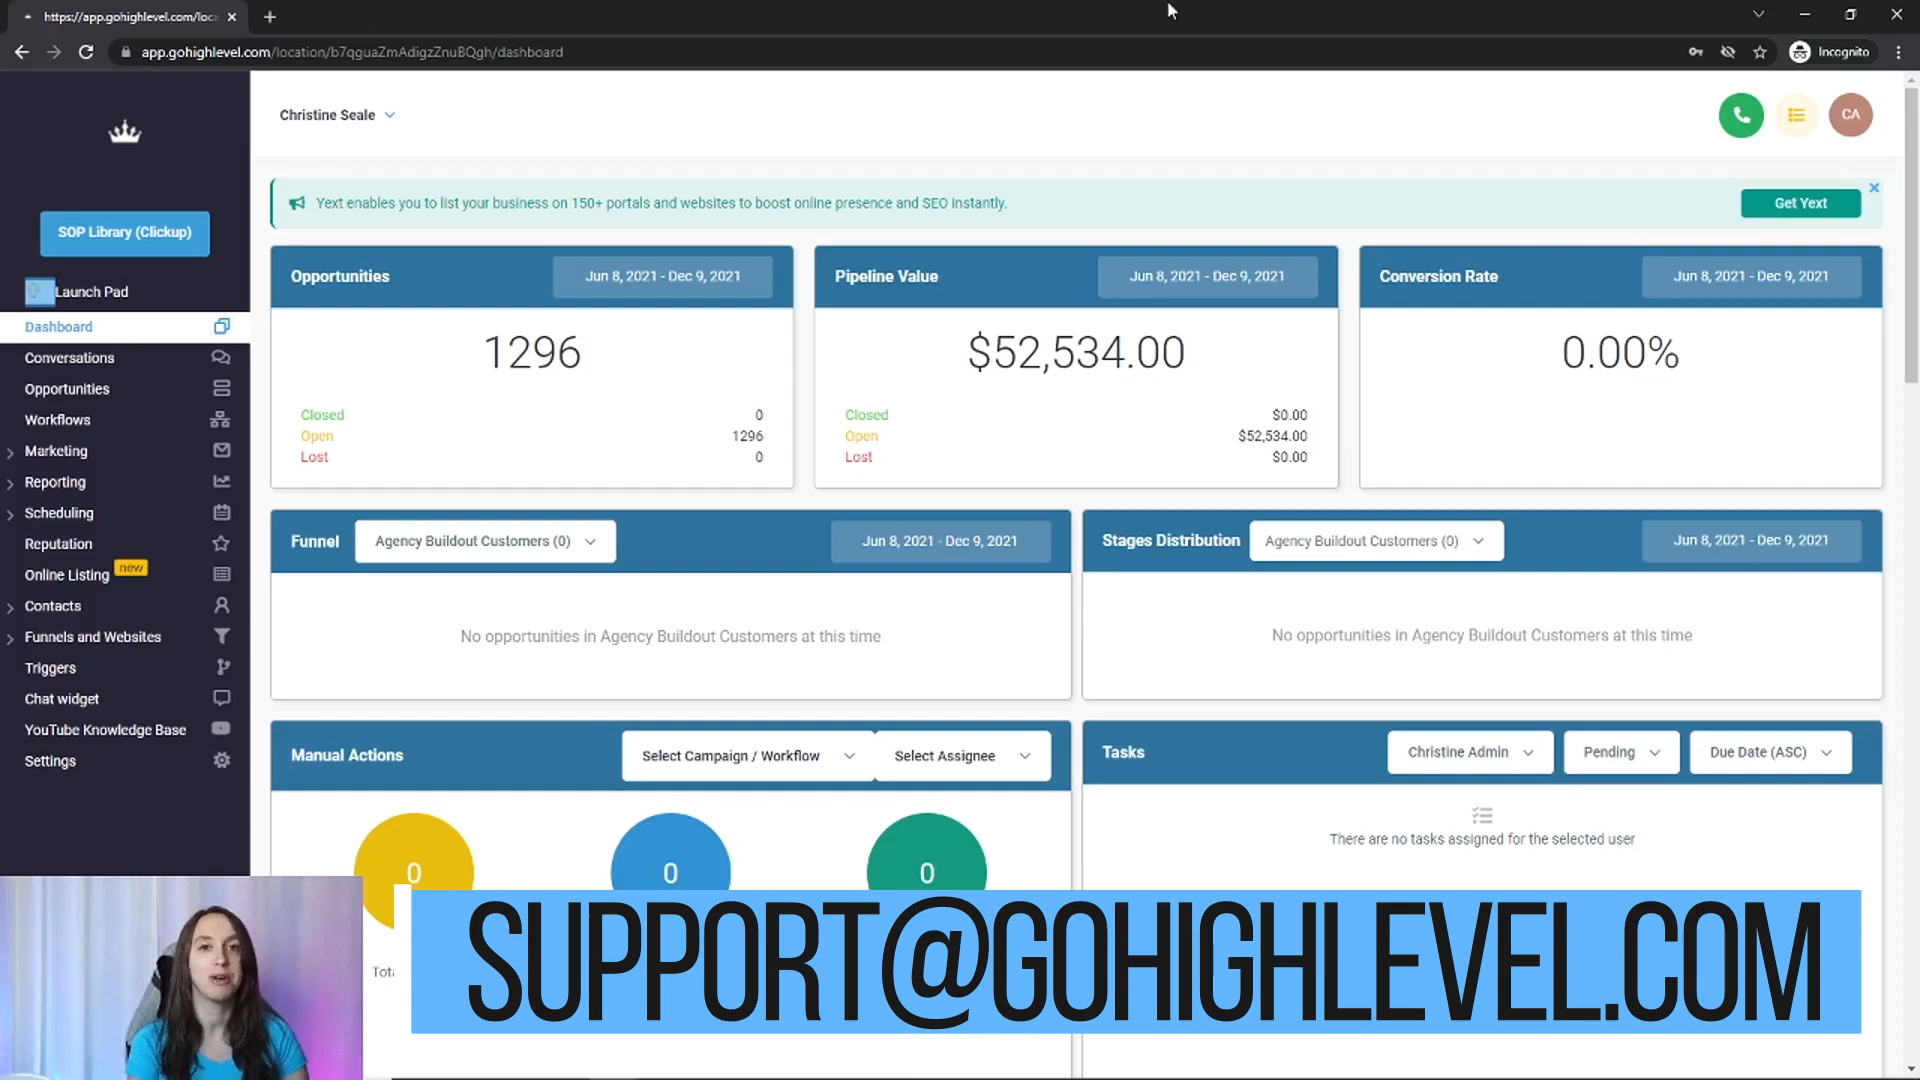 https://app.gohighlevel.com/loca
app.gohighlevel.com/location/b7qguaZmAdigzZnuBQgh/dashboard
Incognito
Christine Seale
CA
SOP Library (Clickup)
Yext enables you to list your business on 150+ portals and websites to boost online presence and SEO instantly.
Get Yext
Launch Pad
Dashboard
Conversations
Opportunities
Workflows
Marketing
Reporting
Scheduling
Reputation
Online Listing new
Contacts
Funnels and Websites
Triggers
Chat widget
YouTube Knowledge Base
Settings
Opportunities
Jun 8, 2021 - Dec 9, 2021
1296
Closed 0
Open 1296
Lost 0
Pipeline Value
Jun 8, 2021 - Dec 9, 2021
$52,534.00
Closed $0.00
Open $52,534.00
Lost $0.00
Conversion Rate
Jun 8, 2021 - Dec 9, 2021
0.00%
Funnel
Agency Buildout Customers (0)
Jun 8, 2021 - Dec 9, 2021
No opportunities in Agency Buildout Customers at this time
Stages Distribution
Agency Buildout Customers (0)
Jun 8, 2021 - Dec 9, 2021
No opportunities in Agency Buildout Customers at this time
Manual Actions
Select Campaign / Workflow
Select Assignee
0
0
0
Tasks
Christine Admin
Pending
Due Date (ASC)
There are no tasks assigned for the selected user
SUPPORT@GOHIGHLEVEL.COM